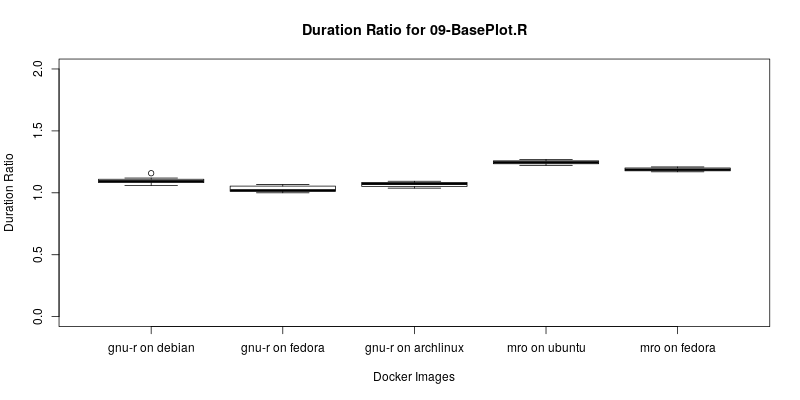 Duration Ratio for 09-BasePlot.R
Duration Ratio
2.0
1.5
1.0
0.5
0.0
gnu-r on debian
gnu-r on fedora
gnu-r on archlinux
mro on ubuntu
mro on fedora
Docker Images